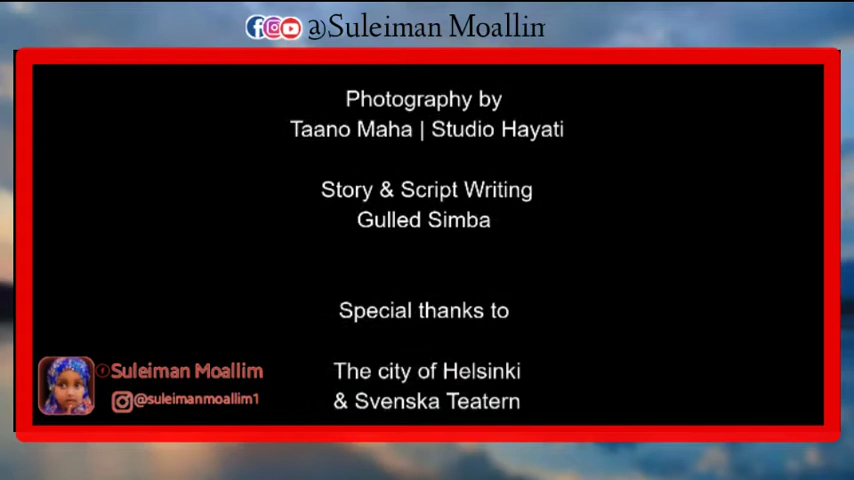 @Suleiman Moallim
Photography by
Taano Maha | Studio Hayati
Story & Script Writing
Gulled Simba
Special thanks to
The city of Helsinki
& Svenska Teatern
Suleiman Moallim
@suleimanmoallim1